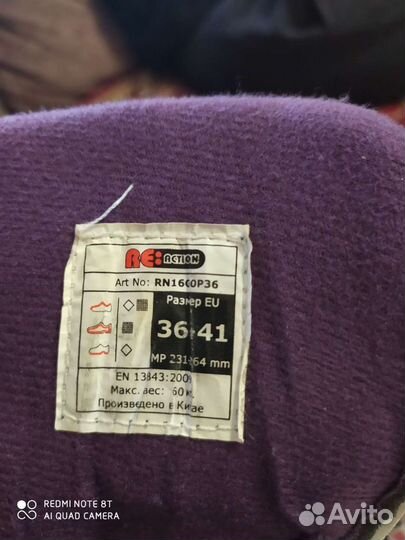 RE:ACTION
Art No: RN1600P36
Размер EU
36-41
MP 231-264 mm
EN 13843:2009
Макс. вес: 60 кг
Произведено в Китае
REDMI NOTE 8T
AI QUAD CAMERA
Avito